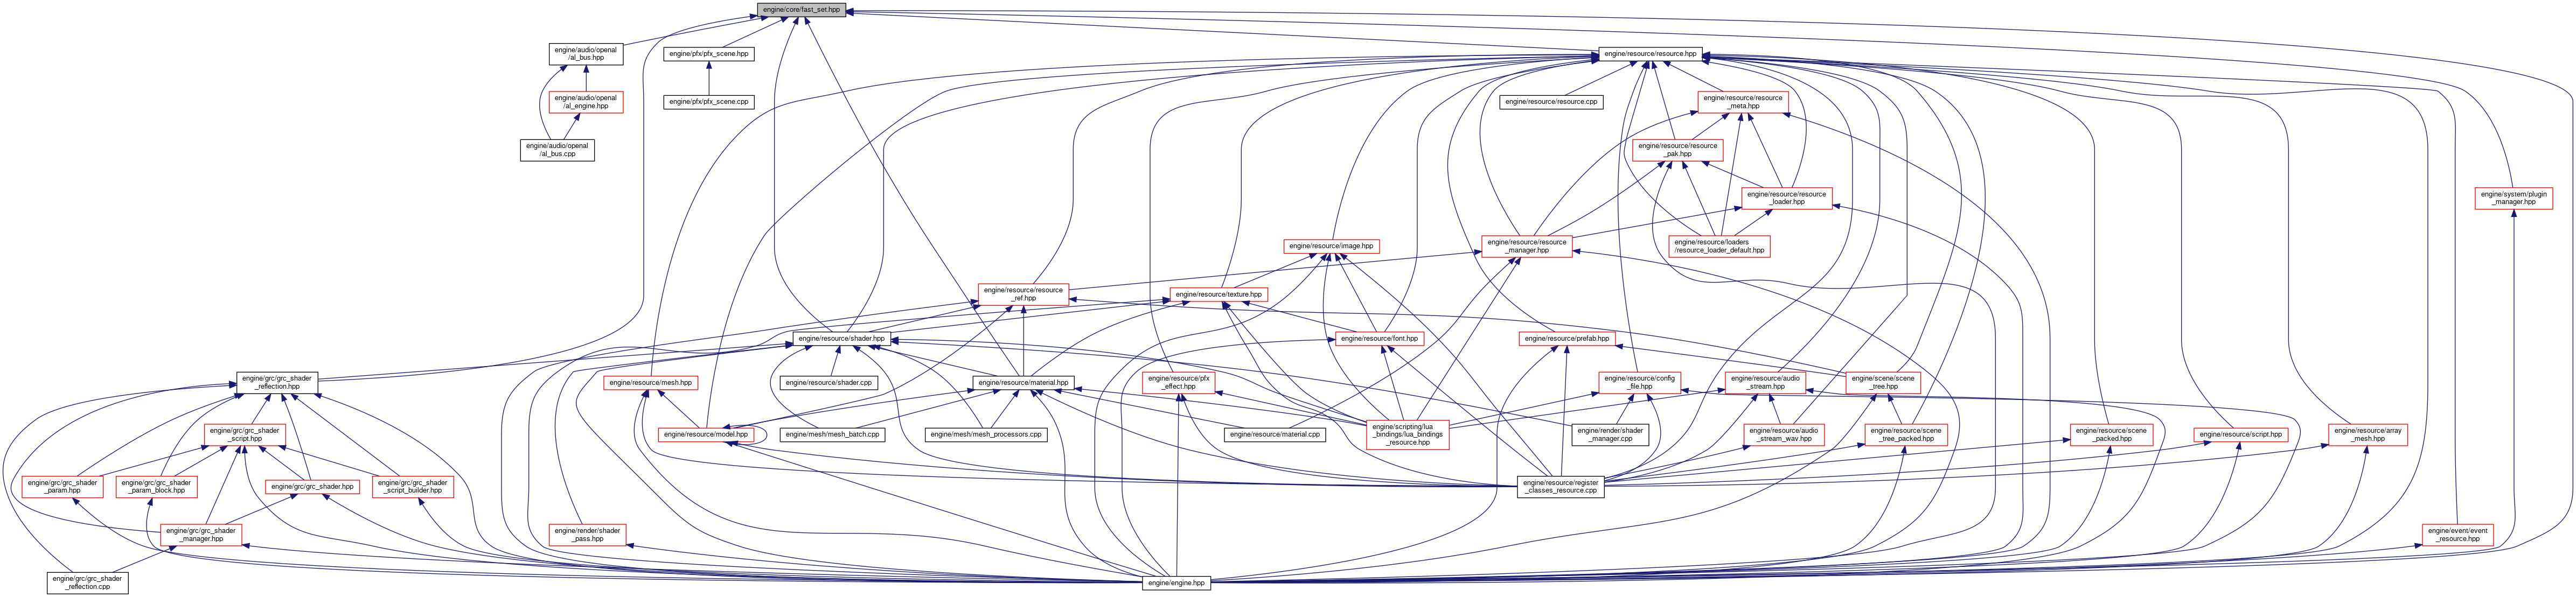 engine/core/fast_set.hpp
engine/audio/openal
/al_bus.hpp
engine/pfx/pfx_scene.hpp
engine/resource/resource.hpp
engine/audio/openal
/al_engine.hpp
engine/pfx/pfx_scene.cpp
engine/resource/resource.cpp
engine/resource/resource
_meta.hpp
engine/audio/openal
/al_bus.cpp
engine/resource/resource
_pak.hpp
engine/resource/resource
_loader.hpp
engine/system/plugin
_manager.hpp
engine/resource/image.hpp
engine/resource/resource
_manager.hpp
engine/resource/loaders
/resource_loader_default.hpp
engine/resource/resource
_ref.hpp
engine/resource/texture.hpp
engine/resource/shader.hpp
engine/resource/font.hpp
engine/resource/prefab.hpp
engine/grc/grc_shader
_reflection.hpp
engine/resource/mesh.hpp
engine/resource/shader.cpp
engine/resource/material.hpp
engine/resource/pfx
_effect.hpp
engine/resource/config
_file.hpp
engine/resource/audio
_stream.hpp
engine/scene/scene
_tree.hpp
engine/grc/grc_shader
_script.hpp
engine/resource/model.hpp
engine/mesh/mesh_batch.cpp
engine/mesh/mesh_processors.cpp
engine/resource/material.cpp
engine/scripting/lua
_bindings/lua_bindings
_resource.hpp
engine/render/shader
_manager.cpp
engine/resource/audio
_stream_wav.hpp
engine/resource/scene
_tree_packed.hpp
engine/resource/scene
_packed.hpp
engine/resource/script.hpp
engine/resource/array
_mesh.hpp
engine/grc/grc_shader
_param.hpp
engine/grc/grc_shader
_param_block.hpp
engine/grc/grc_shader.hpp
engine/grc/grc_shader
_script_builder.hpp
engine/resource/register
_classes_resource.cpp
engine/grc/grc_shader
_manager.hpp
engine/render/shader
_pass.hpp
engine/event/event
_resource.hpp
engine/grc/grc_shader
_reflection.cpp
engine/engine.hpp